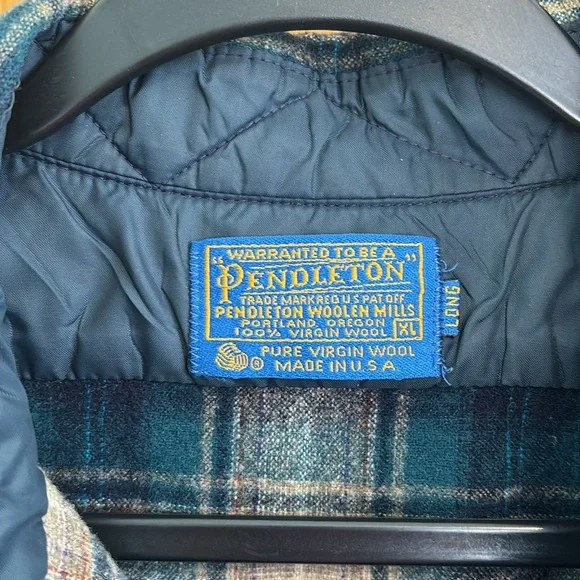 WARRANTED TO BE A
"PENDLETON"
TRADE MARK REG U S PAT OFF
PENDLETON WOOLEN MILLS
PORTLAND, OREGON
100% VIRGIN WOOL XL
® PURE VIRGIN WOOL
MADE IN U.S.A
LONG